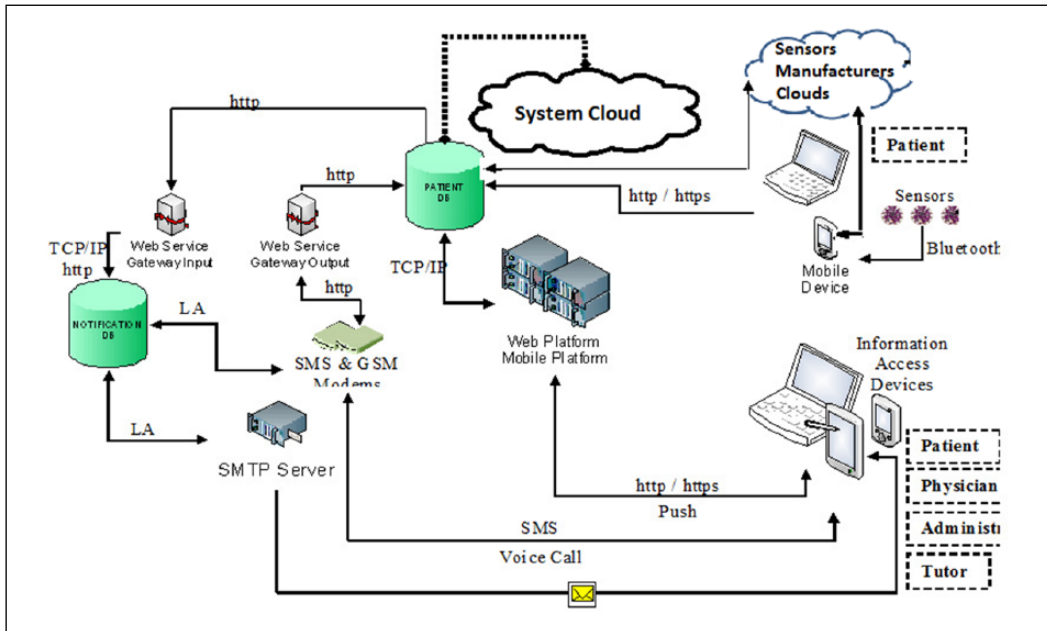 Sensors
Manufacturers
Clouds
System Cloud
http
Patient
PATIENT
DB
http
http / https
Sensors
Bluetooth
Web Service
Gateway Input
Web Service
Gateway Output
TCP/IP
http
TCP/IP
Mobile
Device
http
NOTIFICATION
DB
LA
Web Platform
Mobile Platform
SMS & GSM
Modems
Information
Access
Devices
LA
SMTP Server
Patient
Physician
Administr
Tutor
http / https
Push
SMS
Voice Call